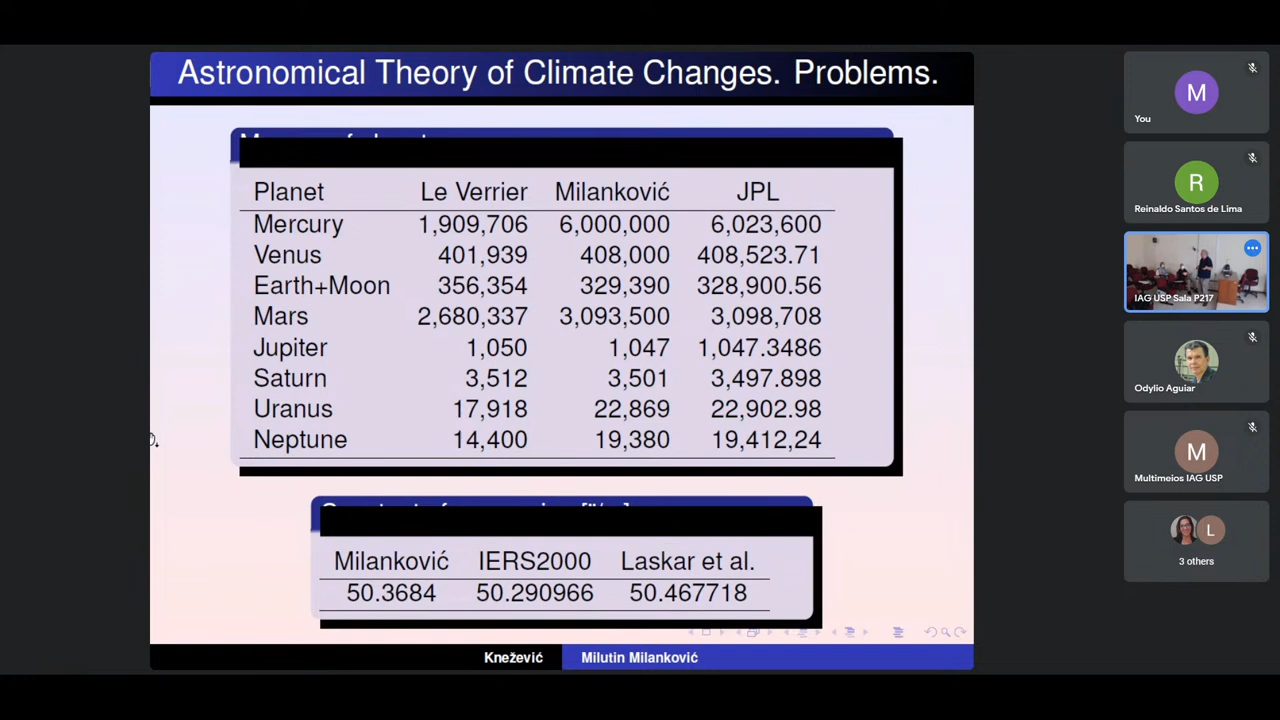 Astronomical Theory of Climate Changes. Problems.
Planet Le Verrier Milanković JPL
Mercury 1,909,706 6,000,000 6,023,600
Venus 401,939 408,000 408,523.71
Earth+Moon 356,354 329,390 328,900.56
Mars 2,680,337 3,093,500 3,098,708
Jupiter 1,050 1,047 1,047.3486
Saturn 3,512 3,501 3,497.898
Uranus 17,918 22,869 22,902.98
Neptune 14,400 19,380 19,412,24
Milanković IERS2000 Laskar et al.
50.3684 50.290966 50.467718
Knežević Milutin Milanković
M
You
R
Reinaldo Santos de Lima
IAG USP Sala P217
Odylio Aguiar
M
Multimeios IAG USP
L
3 others